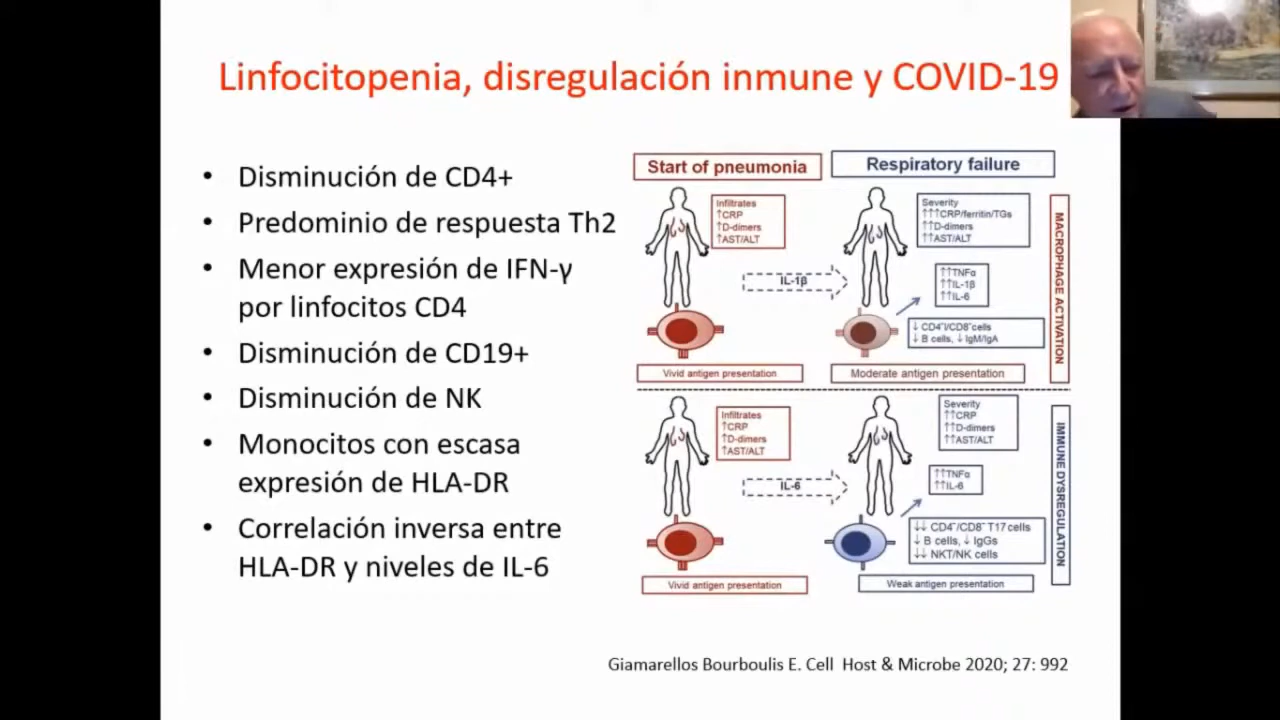 Linfocitopenia, disregulación inmune y COVID-19
• Disminución de CD4+
• Predominio de respuesta Th2
• Menor expresión de IFN-γ
por linfocitos CD4
• Disminución de CD19+
• Disminución de NK
• Monocitos con escasa
expresión de HLA-DR
• Correlación inversa entre
HLA-DR y niveles de IL-6
Start of pneumonia
Respiratory failure
Infiltrates
↑CRP
↑D-dimers
↑AST/ALT
IL-1β
Severity
↑↑↑CRP/ferritin/TGs
↑↑D-dimers
↑↑AST/ALT
↑↑TNFα
↑↑IL-1β
↑↑IL-6
↓ CD4⁺/CD8⁺cells
↓ B cells, ↓ IgM/IgA
Vivid antigen presentation
Moderate antigen presentation
MACROPHAGE ACTIVATION
Infiltrates
↑CRP
↑D-dimers
↑AST/ALT
IL-6
Severity
↑↑CRP
↑↑D-dimers
↑↑AST/ALT
↑↑TNFα
↑↑IL-6
↓↓ CD4⁺/CD8⁺ T17 cells
↓ B cells, ↓ IgGs
↓↓ NKT/NK cells
Vivid antigen presentation
Weak antigen presentation
IMMUNE DYSREGULATION
Giamarellos Bourboulis E. Cell Host & Microbe 2020; 27: 992